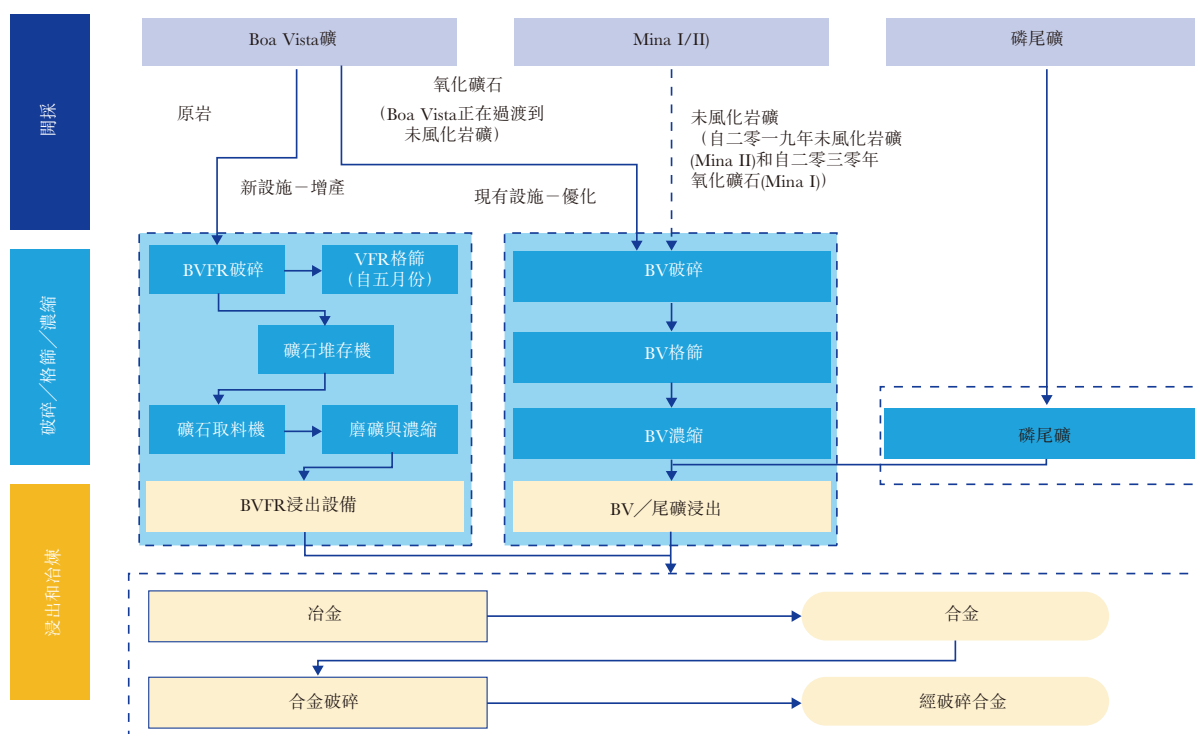 Boa Vista礦
Mina I/II)
磷尾礦
開採
原岩
氧化礦石
(Boa Vista正在過渡到
未風化岩礦)
未風化岩礦
(自二零一九年未風化岩礦
(Mina II)和自二零三零年
氧化礦石(Mina I))
新設施－增產
現有設施－優化
破碎／格篩／濃縮
BVFR破碎
VFR格篩
(自五月份)
礦石堆存機
礦石取料機
磨礦與濃縮
BV破碎
BV格篩
BV濃縮
磷尾礦
浸出和冶煉
BVFR浸出設備
BV／尾礦浸出
冶金
合金
合金破碎
經破碎合金